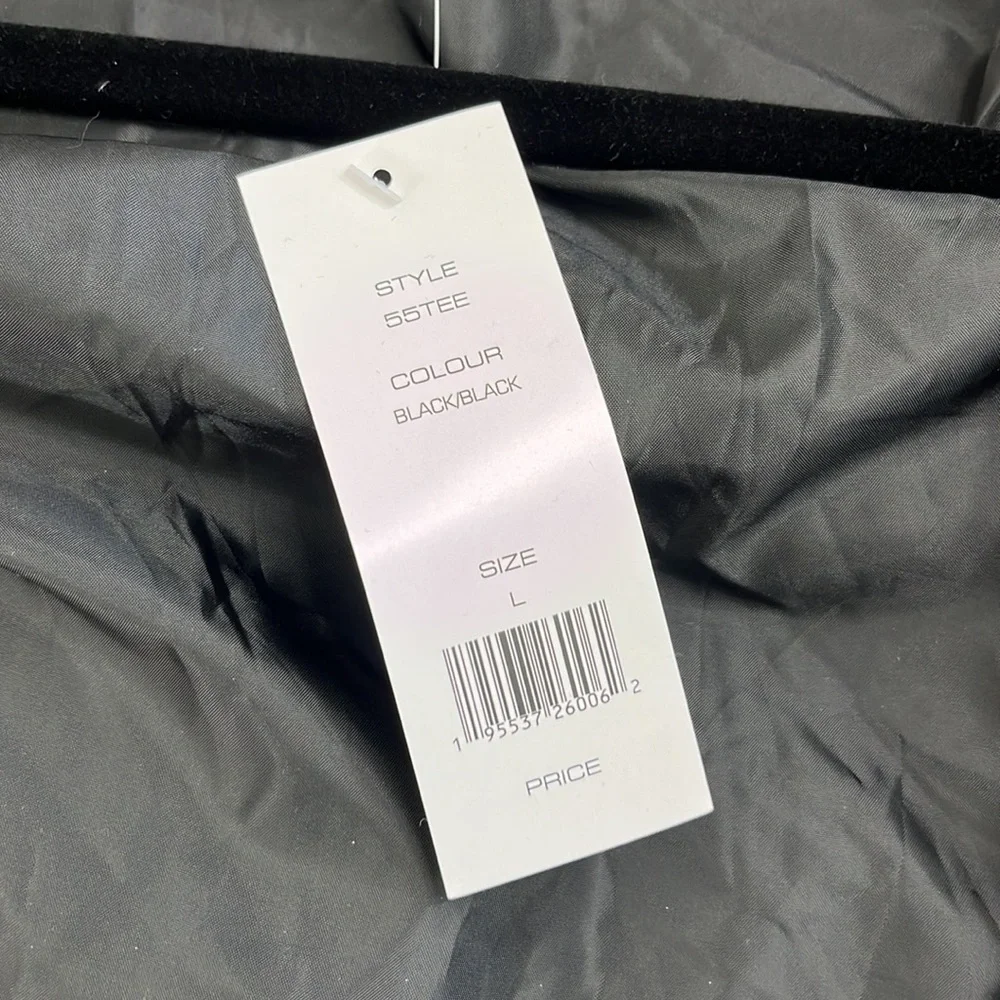 STYLE
55TEE
COLOUR
BLACK/BLACK
SIZE
L
1 95537 26006 2
PRICE